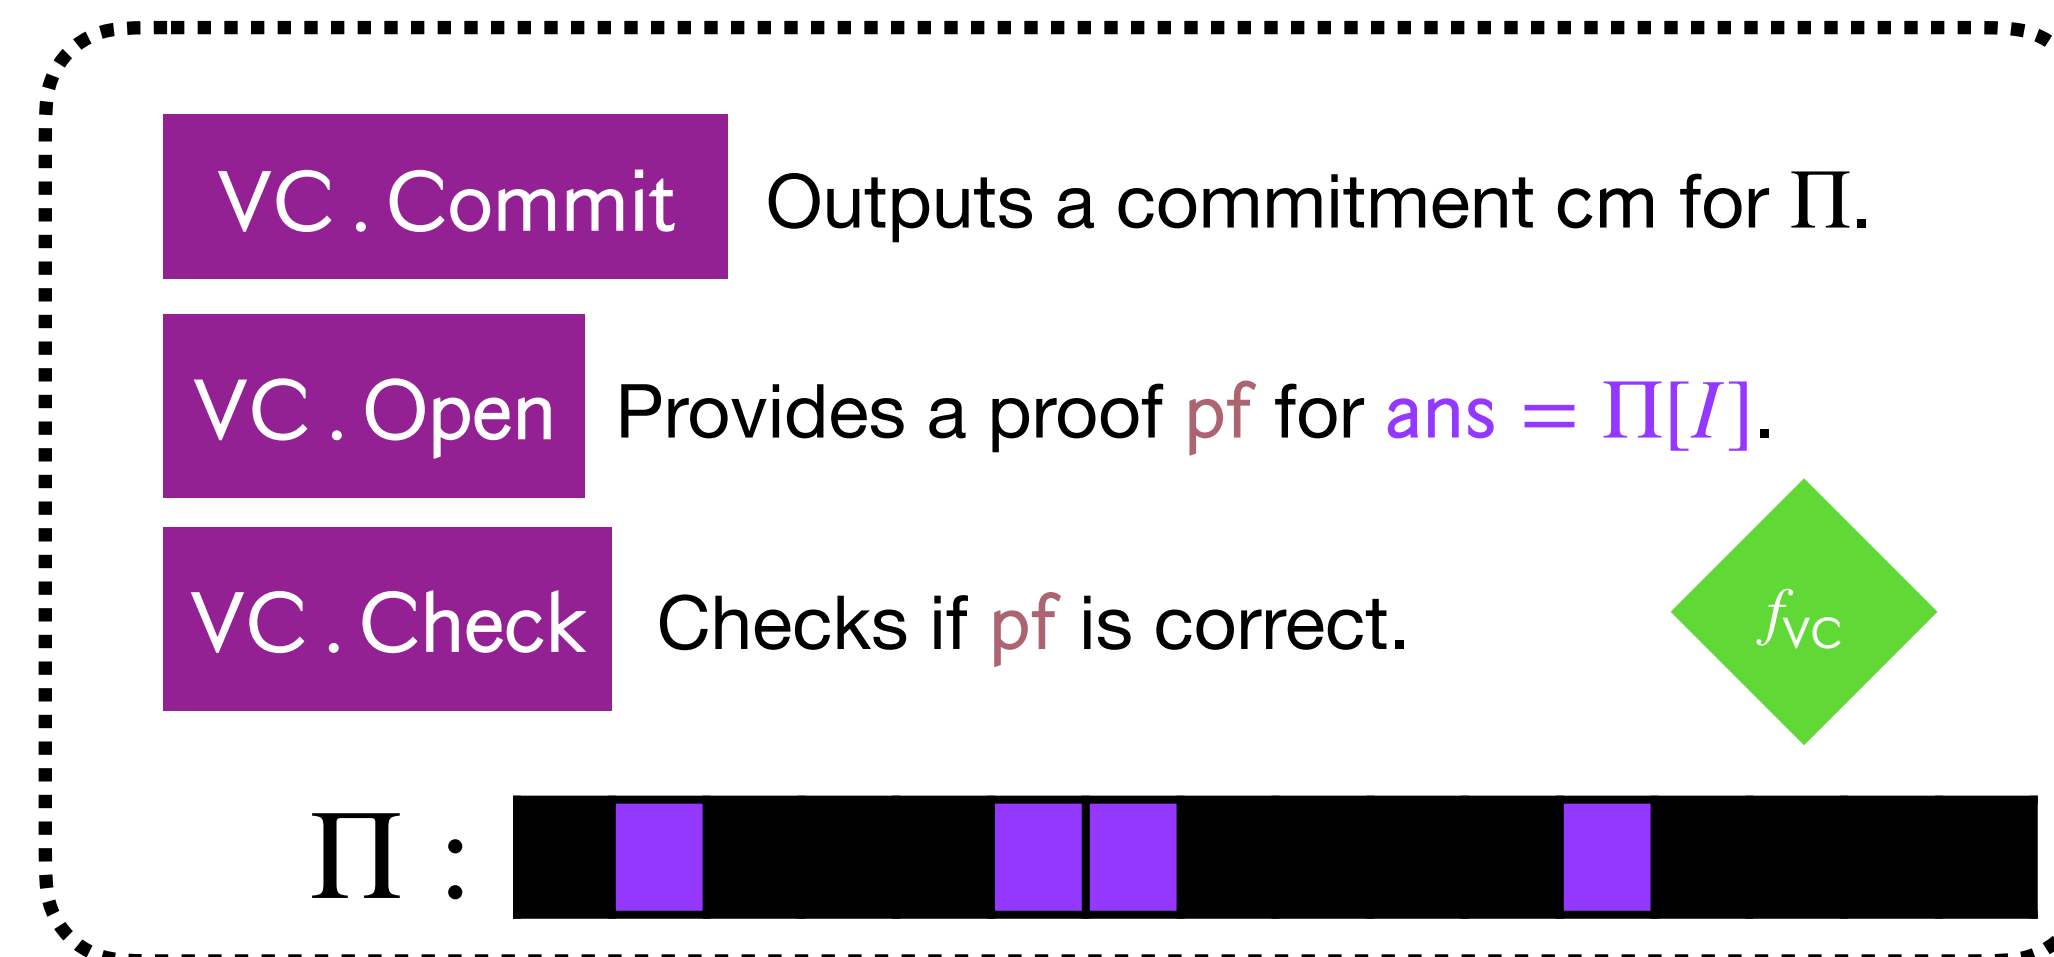 VC.Commit Outputs a commitment cm for Π.
VC.Open Provides a proof pf for ans = Π[I].
VC.Check Checks if pf is correct.
f_VC
Π :